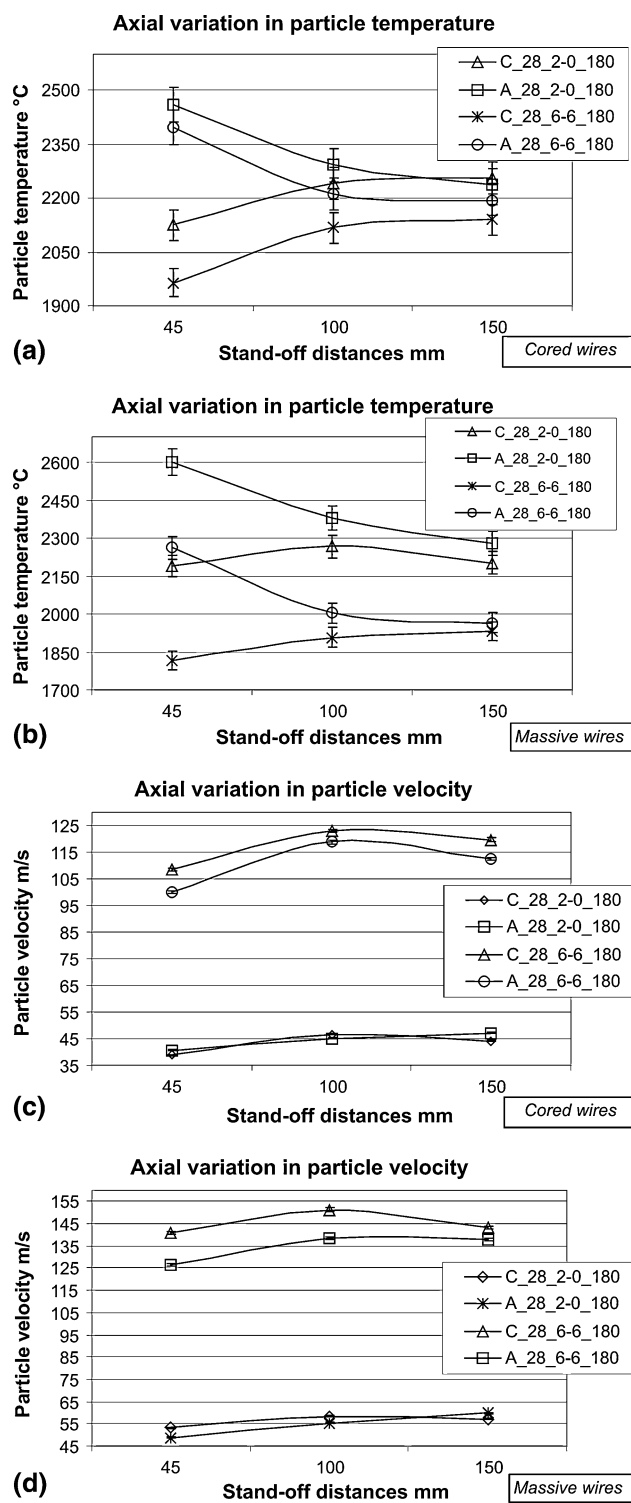 Axial variation in particle temperature
C_28_2-0_180
A_28_2-0_180
C_28_6-6_180
A_28_6-6_180
Particle temperature °C
2500
2350
2200
2050
1900
45 100 150
Stand-off distances mm
(a)
Cored wires
Axial variation in particle temperature
C_28_2-0_180
A_28_2-0_180
C_28_6-6_180
A_28_6-6_180
Particle temperature °C
2600
2450
2300
2150
2000
1850
1700
45 100 150
Stand-off distances mm
(b)
Massive wires
Axial variation in particle velocity
Particle velocity m/s
125
115
105
95
85
75
65
55
45
35
C_28_2-0_180
A_28_2-0_180
C_28_6-6_180
A_28_6-6_180
45 100 150
Stand-off distances mm
(c)
Cored wires
Axial variation in particle velocity
Particle velocity m/s
155
145
135
125
115
105
95
85
75
65
55
45
C_28_2-0_180
A_28_2-0_180
C_28_6-6_180
A_28_6-6_180
45 100 150
Stand-off distances mm
(d)
Massive wires